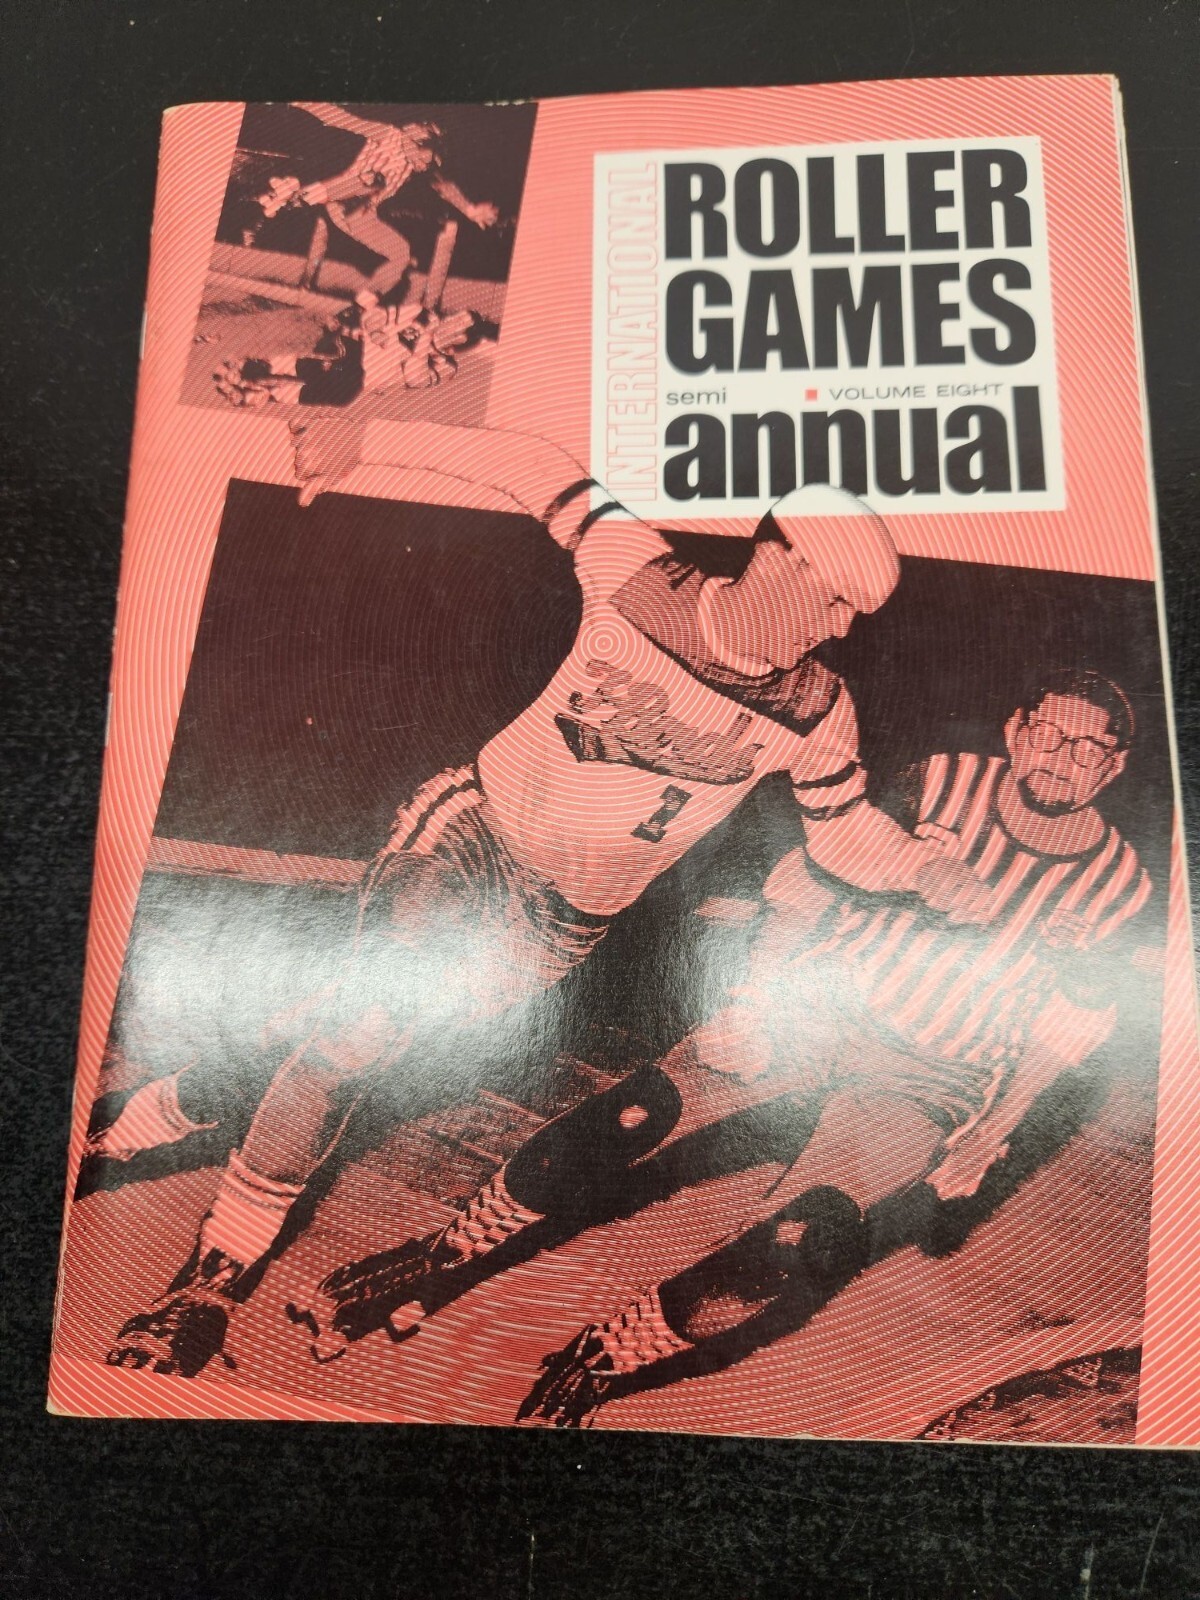 INTERNATIONAL
ROLLER
GAMES
semi
VOLUME EIGHT
annual